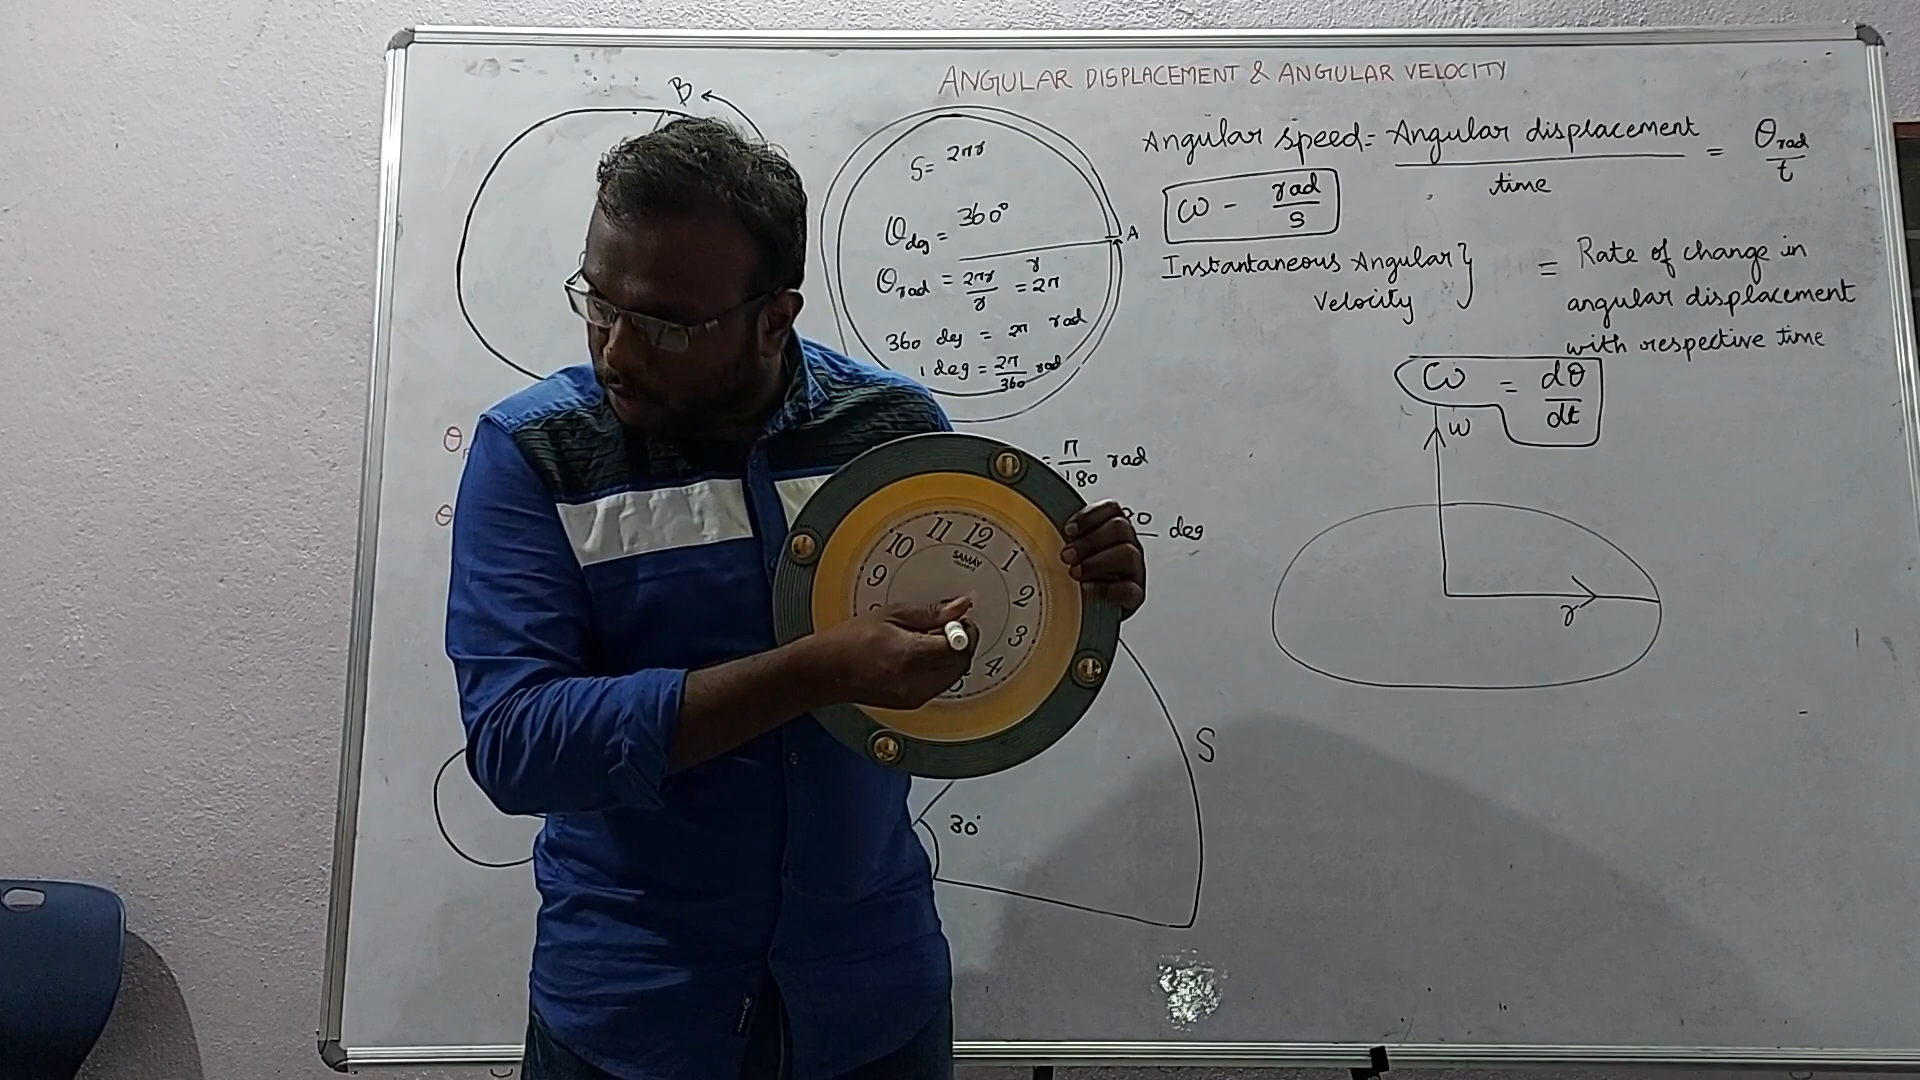 ANGULAR DISPLACEMENT & ANGULAR VELOCITY
B
S = 2πr
θdeg = 360°
A
r
θrad = 2πr/r = 2π
360 deg = 2π rad
1 deg = 2π/360 rad
= π/180 rad
deg
Angular speed = Angular displacement / time = θrad / t
ω - rad/s
Instantaneous Angular } = Rate of change in
Velocity angular displacement
with respective time
ω = dθ/dt
ω
r
θ
θ
12
1
2
3
4
9
10
11
SAMAY
30°
S